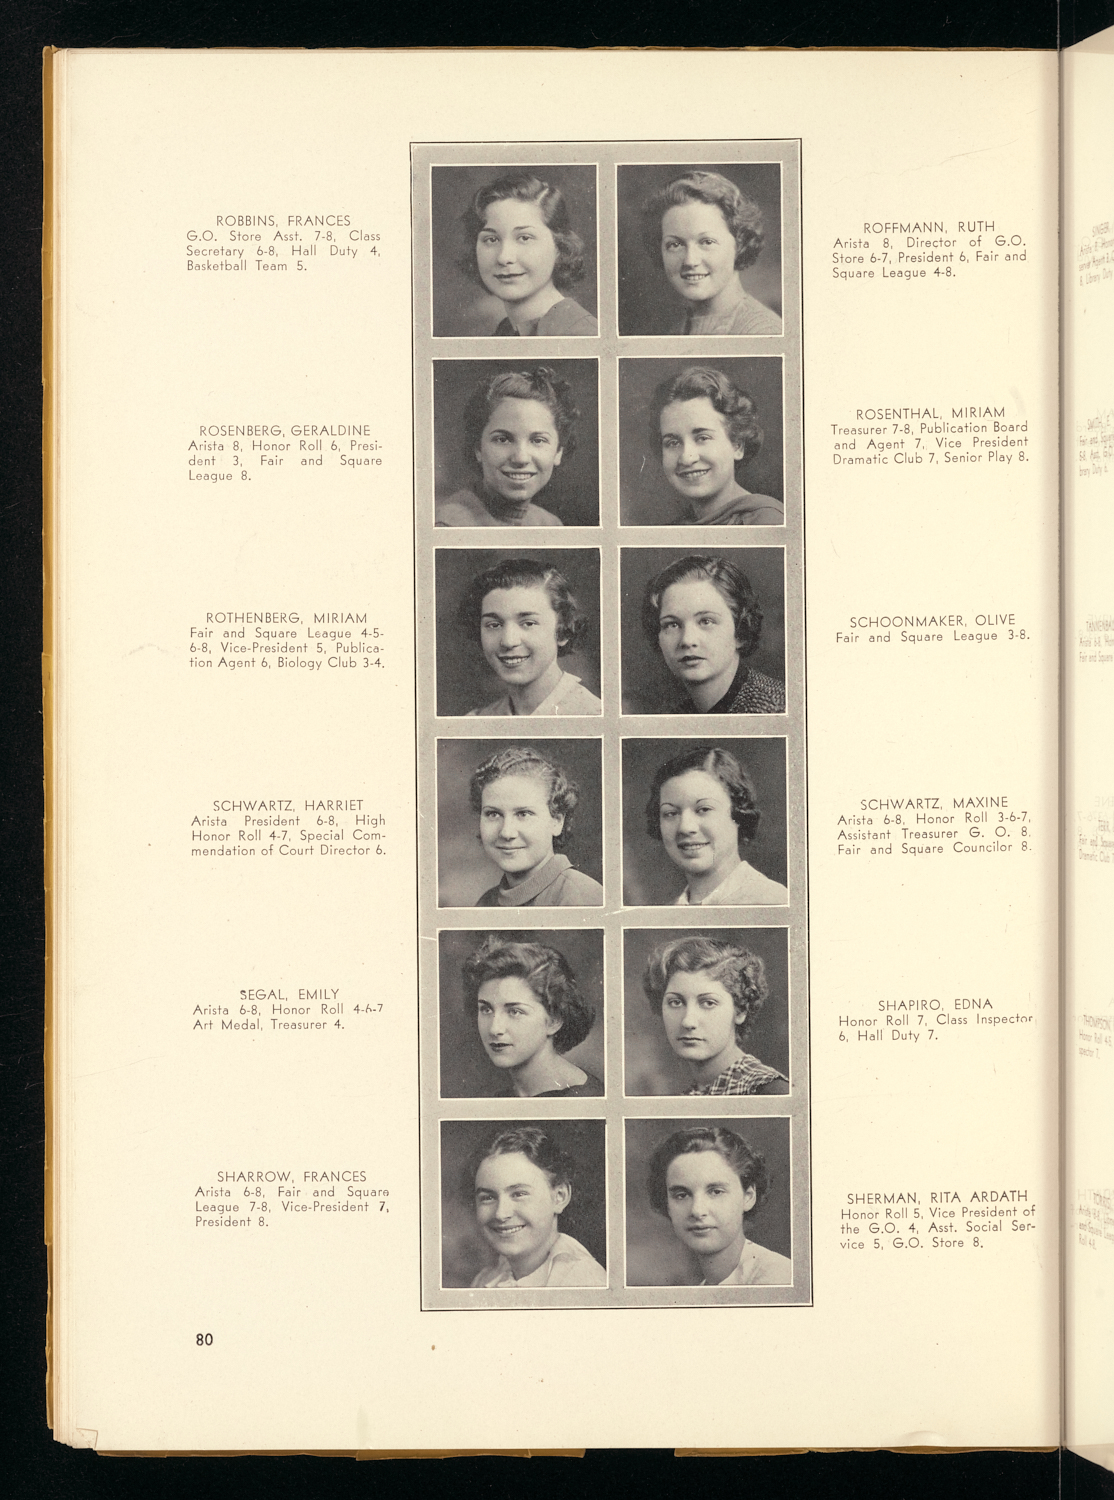 ROBBINS, FRANCES
G.O. Store Asst. 7-8, Class
Secretary 6-8, Hall Duty 4,
Basketball Team 5.
ROFFMANN, RUTH
Arista 8, Director of G.O.
Store 6-7, President 6, Fair and
Square League 4-8.
ROSENBERG, GERALDINE
Arista 8, Honor Roll 6, Presi-
dent 3, Fair and Square
League 8.
ROSENTHAL, MIRIAM
Treasurer 7-8, Publication Board
and Agent 7, Vice President
Dramatic Club 7, Senior Play 8.
ROTHENBERG, MIRIAM
Fair and Square League 4-5-
6-8, Vice-President 5, Publica-
tion Agent 6, Biology Club 3-4.
SCHOONMAKER, OLIVE
Fair and Square League 3-8.
SCHWARTZ, HARRIET
Arista President 6-8, High
Honor Roll 4-7, Special Com-
mendation of Court Director 6.
SCHWARTZ, MAXINE
Arista 6-8, Honor Roll 3-6-7,
Assistant Treasurer G. O. 8,
Fair and Square Councilor 8.
SEGAL, EMILY
Arista 6-8, Honor Roll 4-6-7
Art Medal, Treasurer 4.
SHAPIRO, EDNA
Honor Roll 7, Class Inspector
6, Hall Duty 7.
SHARROW, FRANCES
Arista 6-8, Fair and Square
League 7-8, Vice-President 7,
President 8.
SHERMAN, RITA ARDATH
Honor Roll 5, Vice President of
the G.O. 4, Asst. Social Ser-
vice 5, G.O. Store 8.
80